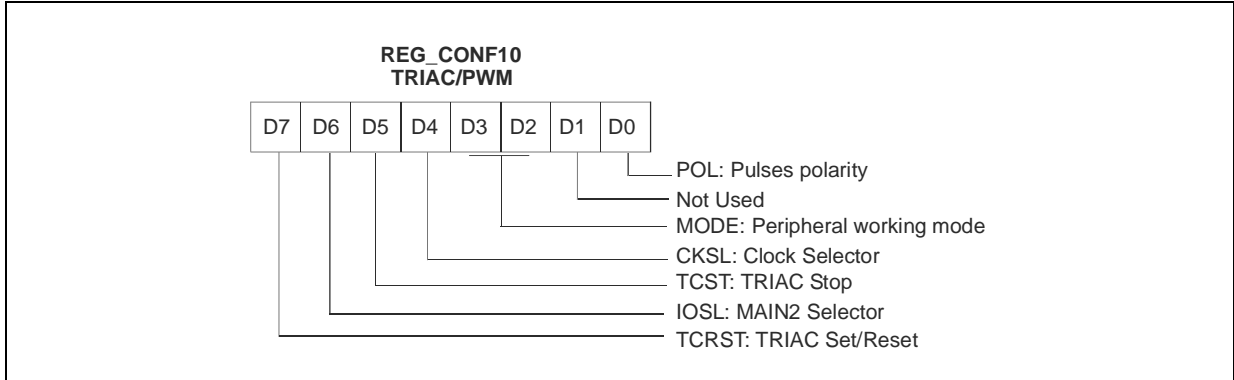 REG_CONF10
TRIAC/PWM
D7 D6 D5 D4 D3 D2 D1 D0
POL: Pulses polarity
Not Used
MODE: Peripheral working mode
CKSL: Clock Selector
TCST: TRIAC Stop
IOSL: MAIN2 Selector
TCRST: TRIAC Set/Reset